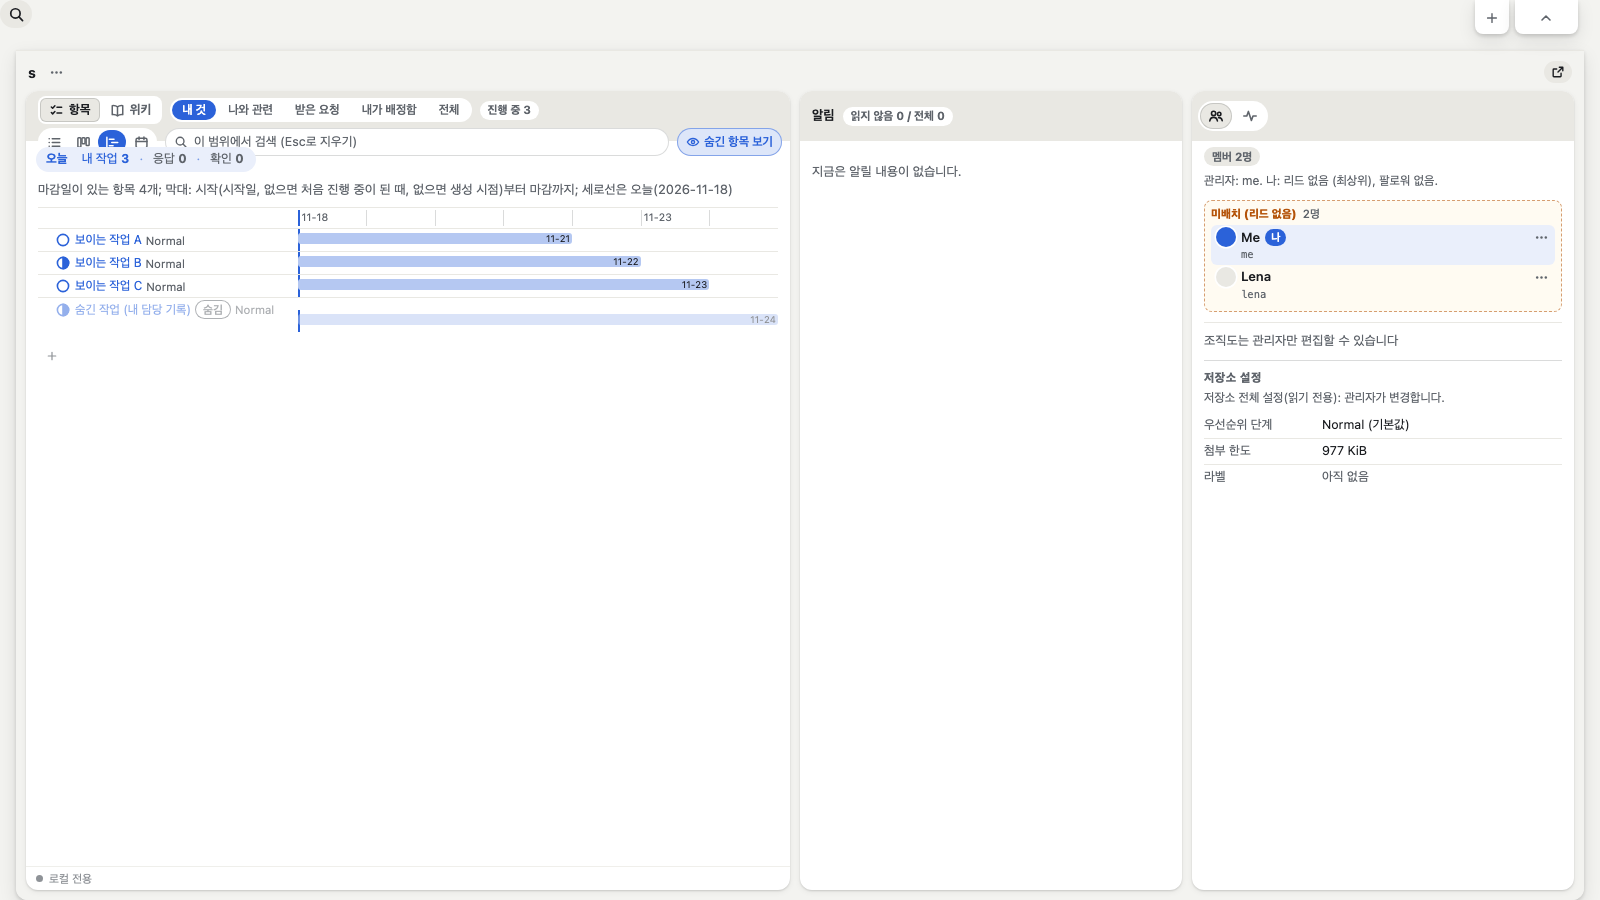 s
항목 위키 내 것 나와 관련 받은 요청 내가 배정함 전체 진행 중 3
이 범위에서 검색 (Esc로 지우기) 숨긴 항목 보기
오늘 내 작업 3 · 응답 0 · 확인 0
마감일이 있는 항목 4개; 막대: 시작(시작일, 없으면 처음 진행 중이 된 때, 없으면 생성 시점)부터 마감까지; 세로선은 오늘(2026-11-18)
11-18 11-23
보이는 작업 A Normal 11-21
보이는 작업 B Normal 11-22
보이는 작업 C Normal 11-23
숨긴 작업 (내 담당 기록) 숨김 Normal 11-24
로컬 전용
알림 읽지 않음 0 / 전체 0
지금은 알릴 내용이 없습니다.
멤버 2명
관리자: me. 나: 리드 없음 (최상위), 팔로워 없음.
미배치 (리드 없음) 2명
Me 나
me
Lena
lena
조직도는 관리자만 편집할 수 있습니다
저장소 설정
저장소 전체 설정(읽기 전용): 관리자가 변경합니다.
우선순위 단계 Normal (기본값)
첨부 한도 977 KiB
라벨 아직 없음